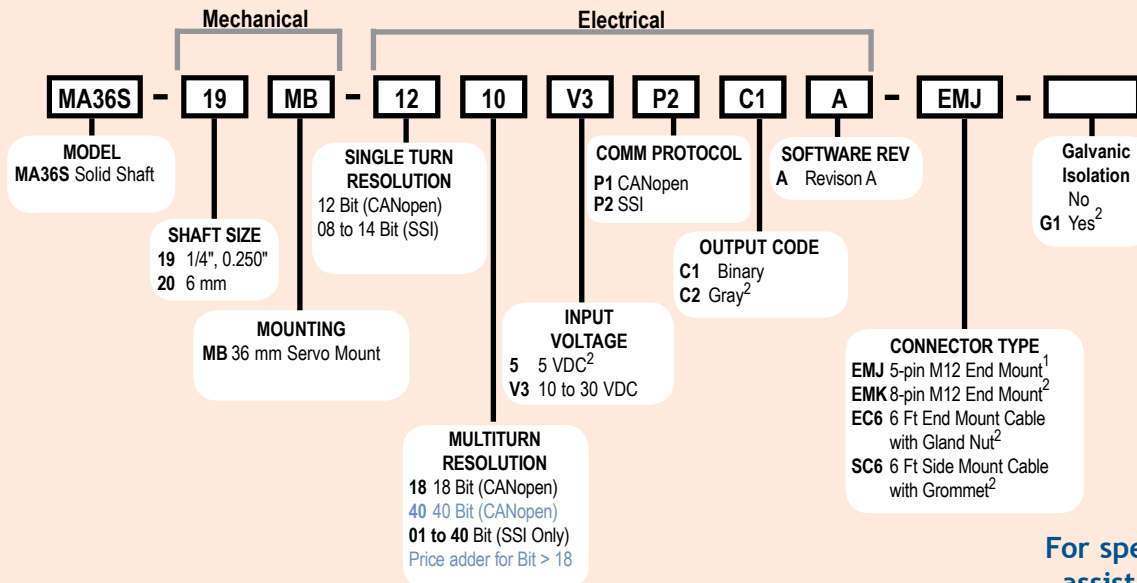 Mechanical
Electrical
MA36S - 19 MB - 12 10 V3 P2 C1 A - EMJ -
MODEL
MA36S Solid Shaft
SHAFT SIZE
19 1/4", 0.250"
20 6 mm
MOUNTING
MB 36 mm Servo Mount
SINGLE TURN
RESOLUTION
12 Bit (CANopen)
08 to 14 Bit (SSI)
MULTITURN
RESOLUTION
18 18 Bit (CANopen)
40 40 Bit (CANopen)
01 to 40 Bit (SSI Only)
Price adder for Bit > 18
INPUT
VOLTAGE
5 5 VDC2
V3 10 to 30 VDC
COMM PROTOCOL
P1 CANopen
P2 SSI
OUTPUT CODE
C1 Binary
C2 Gray2
SOFTWARE REV
A Revison A
CONNECTOR TYPE
EMJ 5-pin M12 End Mount1
EMK 8-pin M12 End Mount2
EC6 6 Ft End Mount Cable
with Gland Nut2
SC6 6 Ft Side Mount Cable
with Grommet2
Galvanic
Isolation
No
G1 Yes2
For spe
assist